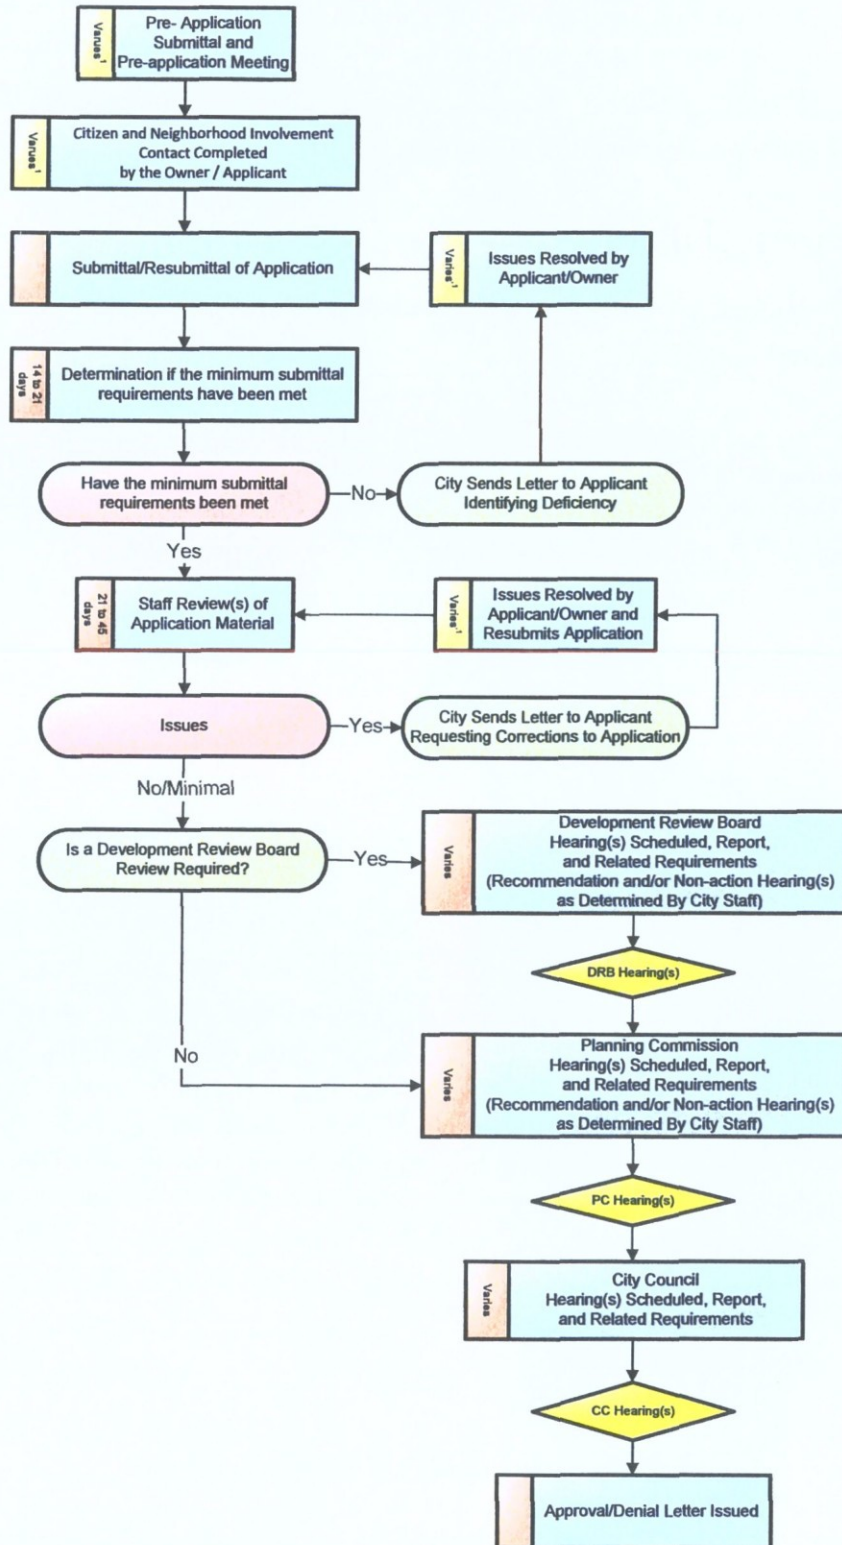 Varues¹
Pre- Application
Submittal and
Pre-application Meeting
Varues¹
Citizen and Neighborhood Involvement
Contact Completed
by the Owner / Applicant
Submittal/Resubmittal of Application
Varies·¹
Issues Resolved by
Applicant/Owner
14 to 21
days
Determination if the minimum submittal
requirements have been met
Have the minimum submittal
requirements been met
No
City Sends Letter to Applicant
Identifying Deficiency
Yes
21 to 45
days
Staff Review(s) of
Application Material
Varies·¹
Issues Resolved by
Applicant/Owner and
Resubmits Application
Issues
Yes
City Sends Letter to Applicant
Requesting Corrections to Application
No/Minimal
Is a Development Review Board
Review Required?
Yes
Varies
Development Review Board
Hearing(s) Scheduled, Report,
and Related Requirements
(Recommendation and/or Non-action Hearing(s)
as Determined By City Staff)
DRB Hearing(s)
No
Varies
Planning Commission
Hearing(s) Scheduled, Report,
and Related Requirements
(Recommendation and/or Non-action Hearing(s)
as Determined By City Staff)
PC Hearing(s)
Varies
City Council
Hearing(s) Scheduled, Report,
and Related Requirements
CC Hearing(s)
Approval/Denial Letter Issued